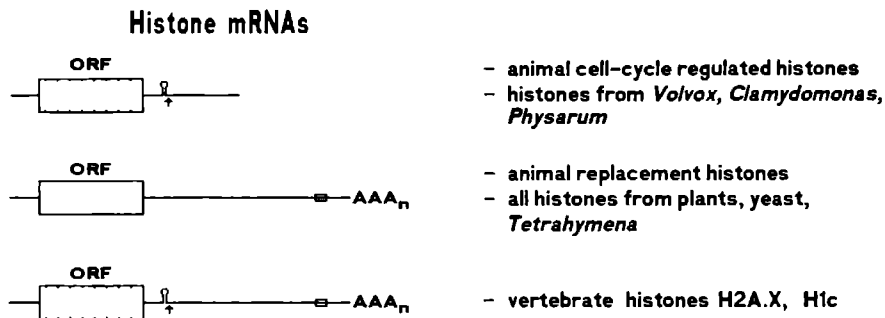 Histone mRNAs
ORF
- animal cell-cycle regulated histones
- histones from Volvox, Clamydomonas,
Physarum
ORF
AAAn
- animal replacement histones
- all histones from plants, yeast,
Tetrahymena
ORF
AAAn
- vertebrate histones H2A.X, H1c